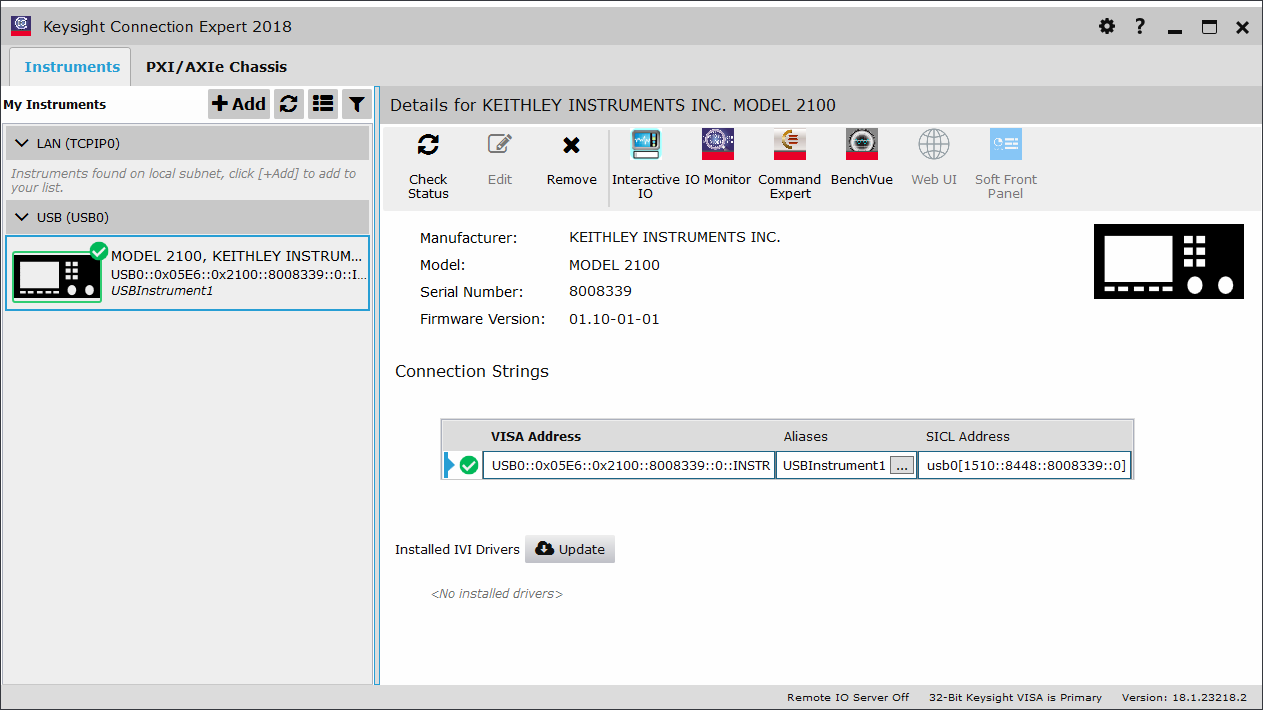 Keysight Connection Expert 2018
Instruments PXI/AXIe Chassis
My Instruments
Add
LAN (TCPIP0)
Instruments found on local subnet, click [+Add] to add to
your list.
USB (USB0)
MODEL 2100, KEITHLEY INSTRUM...
USB0::0x05E6::0x2100::8008339::0::I...
USBInstrument1
Details for KEITHLEY INSTRUMENTS INC. MODEL 2100
Check
Status
Edit
Remove
Interactive
IO
IO Monitor
Command
Expert
BenchVue
Web UI
Soft Front
Panel
Manufacturer: KEITHLEY INSTRUMENTS INC.
Model: MODEL 2100
Serial Number: 8008339
Firmware Version: 01.10-01-01
Connection Strings
VISA Address Aliases SICL Address
USB0::0x05E6::0x2100::8008339::0::INSTR USBInstrument1 ... usb0[1510::8448::8008339::0]
Installed IVI Drivers Update
<No installed drivers>
Remote IO Server Off 32-Bit Keysight VISA is Primary Version: 18.1.23218.2